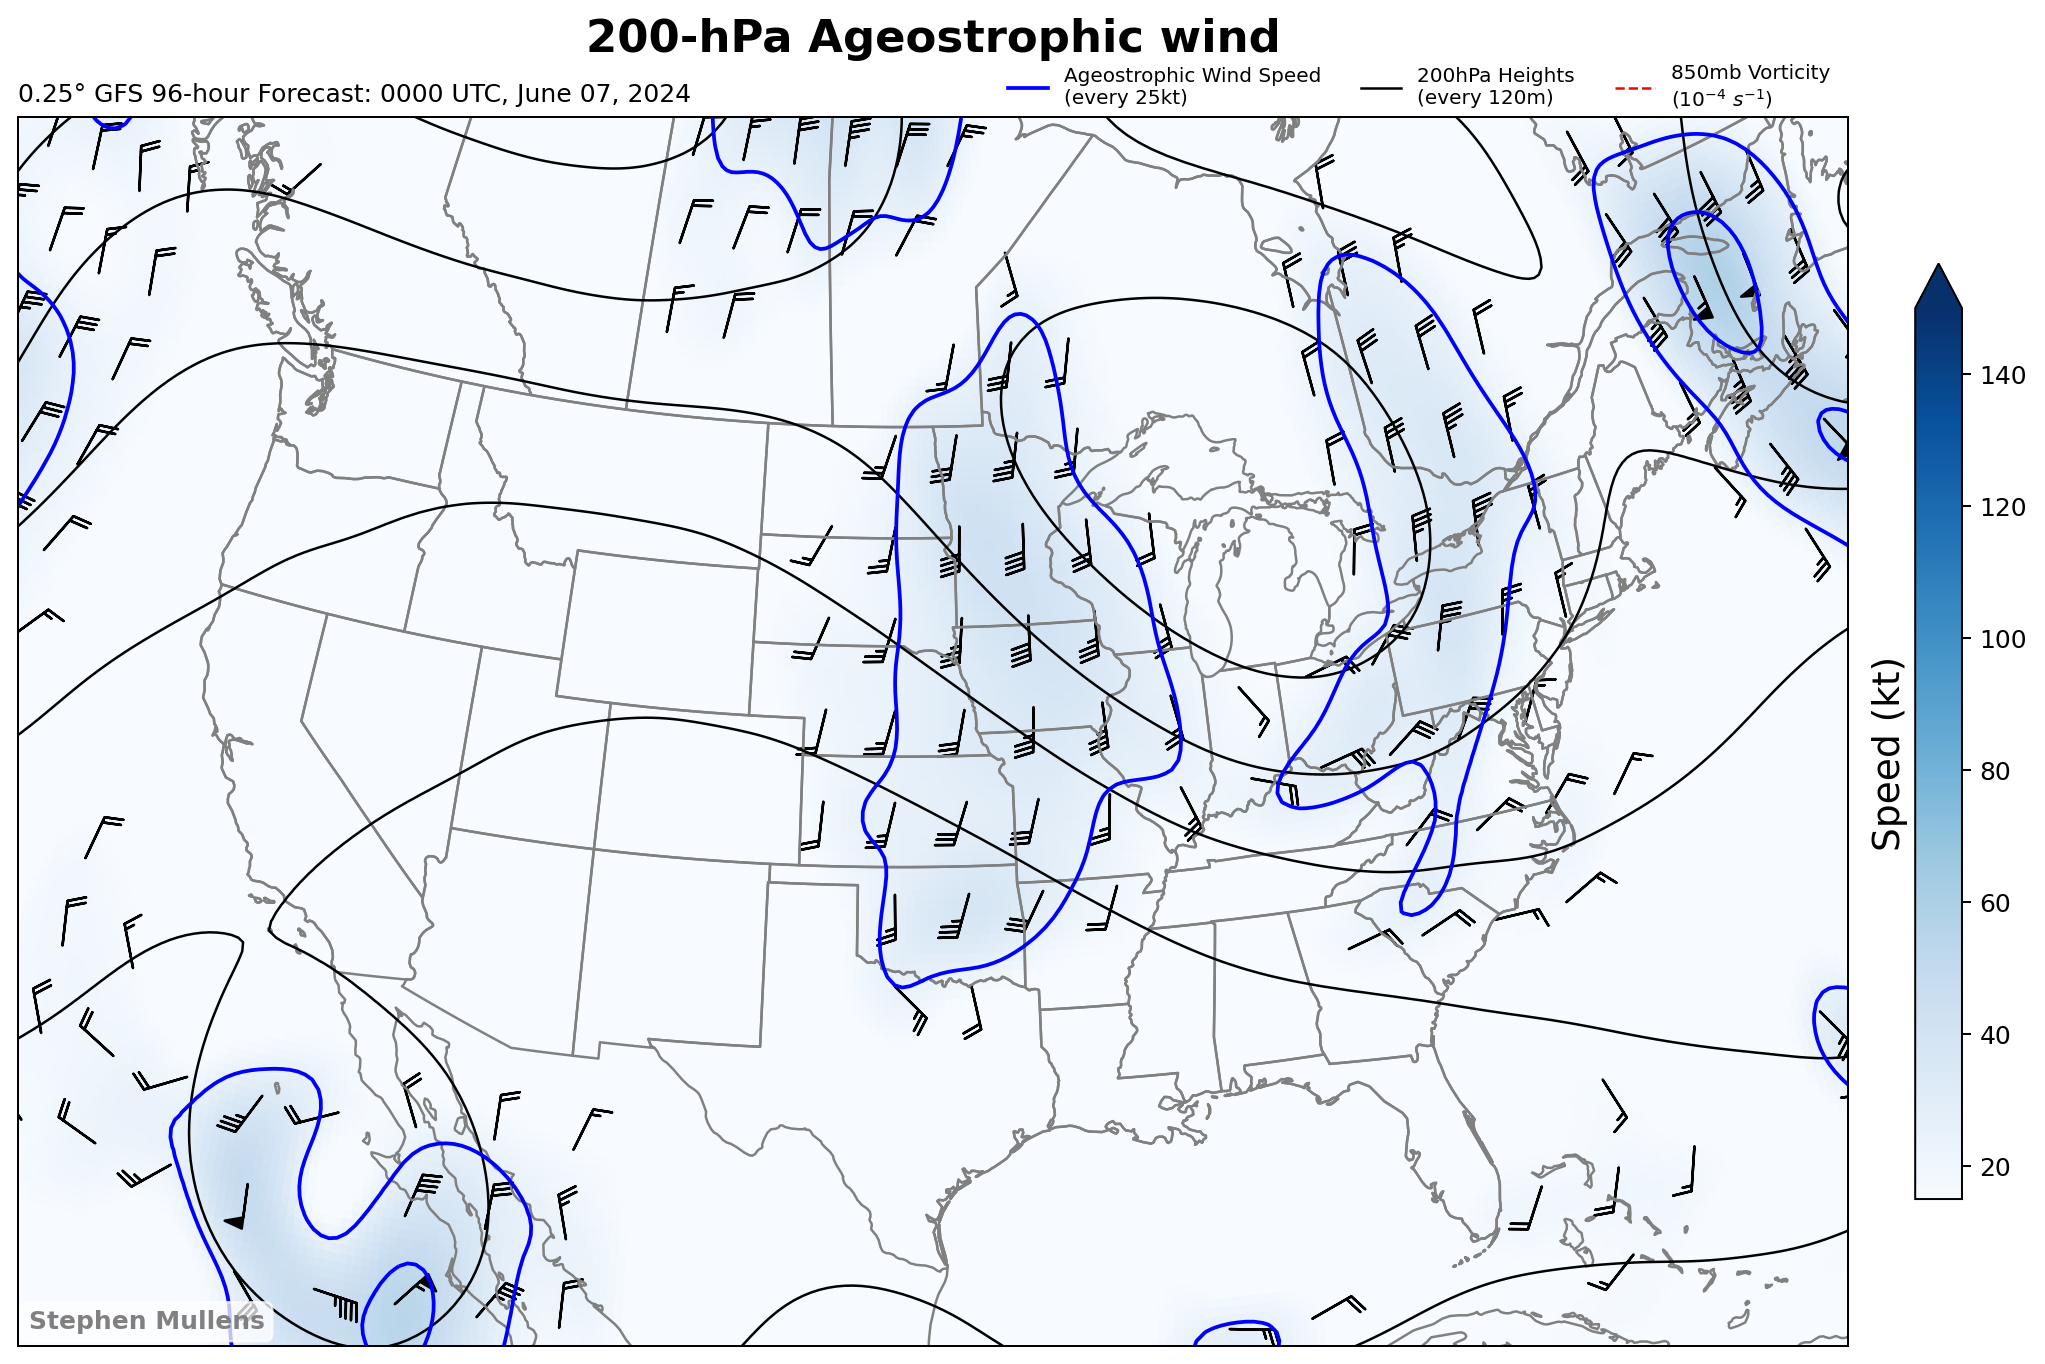 200-hPa Ageostrophic wind
0.25° GFS 96-hour Forecast: 0000 UTC, June 07, 2024
Ageostrophic Wind Speed
(every 25kt)
200hPa Heights
(every 120m)
850mb Vorticity
(10⁻⁴ s⁻¹)
140
120
100
80
60
40
20
Speed (kt)
Stephen Mullens